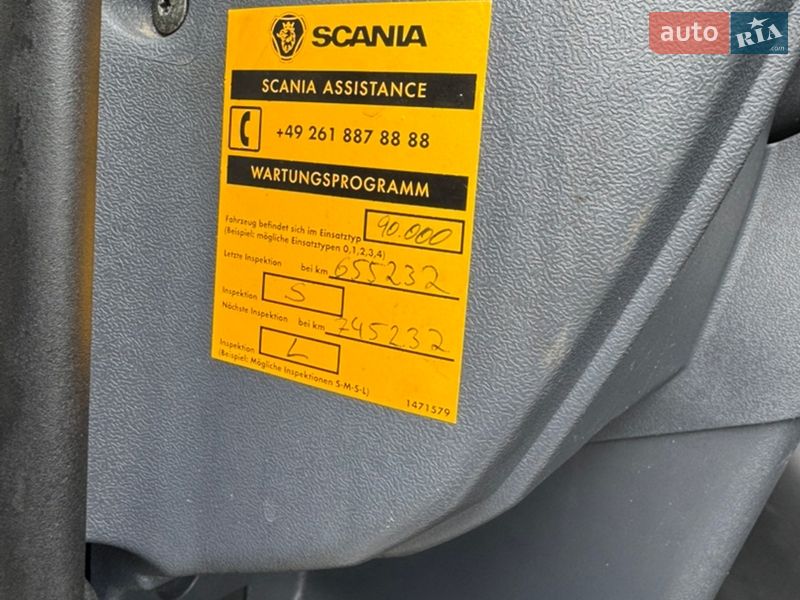 auto RIA
SCANIA
SCANIA ASSISTANCE
+49 261 887 88 88
WARTUNGSPROGRAMM
Fahrzeug befindet sich im Einsatztyp 90.000
(Beispiel: mögliche Einsatztypen 0,1,2,3,4)
Letzte Inspektion bei km 655232
Inspektion S
Nöchste Inspektion bei km 745232
Inspektion L
(Beispiel: Mögliche Inspektionen S-M-S-L)
1471579